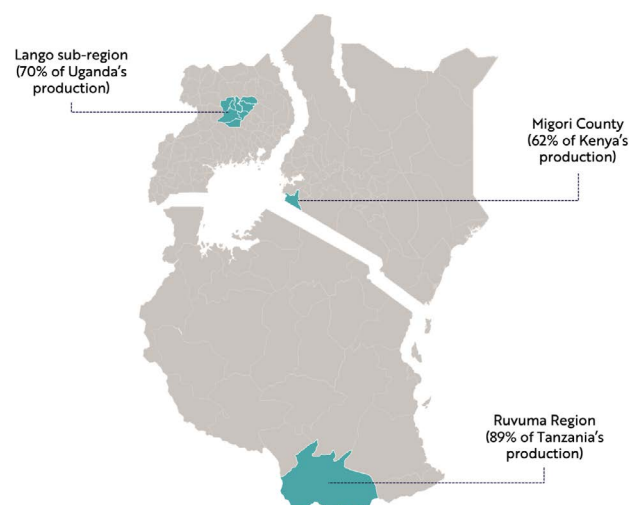 Lango sub-region
(70% of Uganda's
production)
Migori County
(62% of Kenya's
production)
Ruvuma Region
(89% of Tanzania's
production)